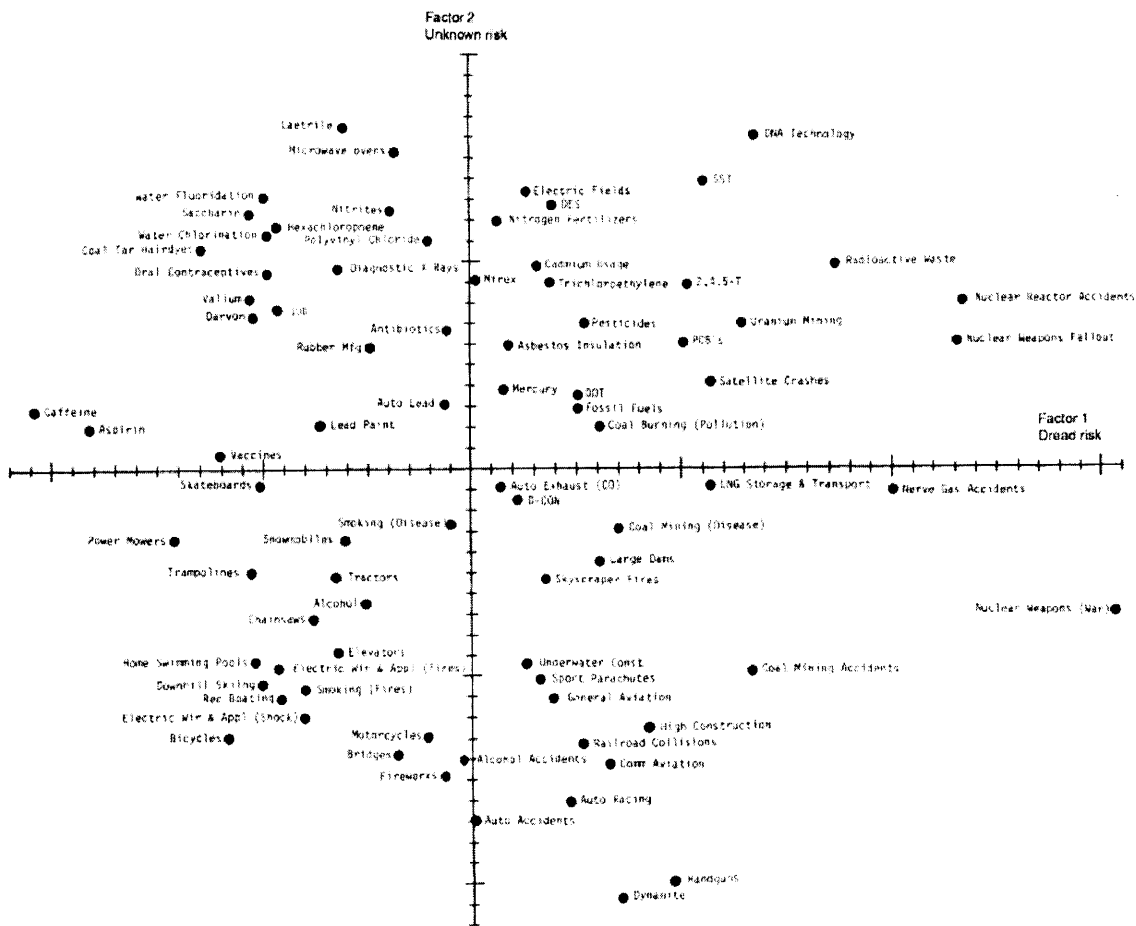 Factor 2
Unknown risk
Laetrile
DNA Technology
Microwave ovens
SST
Electric Fields
Water Fluoridation
DES
Saccharin
Nitrites
Nitrogen Fertilizers
Hexachlorophene
Water Chlorination
Polyvinyl Chloride
Coal Tar Hairdyes
Radioactive Waste
Cadmium Usage
Diagnostic X Rays
Oral Contraceptives
Mirex
Trichloroethylene
2,4,5-T
Valium
Nuclear Reactor Accidents
IUD
Darvon
Pesticides
Uranium Mining
Antibiotics
Nuclear Weapons Fallout
Asbestos Insulation
PCB's
Rubber Mfg
Satellite Crashes
Mercury
DDT
Auto Lead
Fossil Fuels
Caffeine
Factor 1
Dread risk
Aspirin
Lead Paint
Coal Burning (Pollution)
Vaccines
Skateboards
Auto Exhaust (CO)
LNG Storage & Transport
Nerve Gas Accidents
D-CON
Smoking (Disease)
Coal Mining (Disease)
Power Mowers
Snowmobiles
Large Dams
Trampolines
Tractors
Skyscraper Fires
Alcohol
Nuclear Weapons (War)
Chainsaws
Elevators
Home Swimming Pools
Electric Wir & Appl (Fires)
Underwater Const
Coal Mining Accidents
Sport Parachutes
Downhill Skiing
Smoking (Fires)
General Aviation
Rec Boating
Electric Wir & Appl (Shock)
High Construction
Bicycles
Motorcycles
Railroad Collisions
Bridges
Alcohol Accidents
Comm Aviation
Fireworks
Auto Racing
Auto Accidents
Handguns
Dynamite